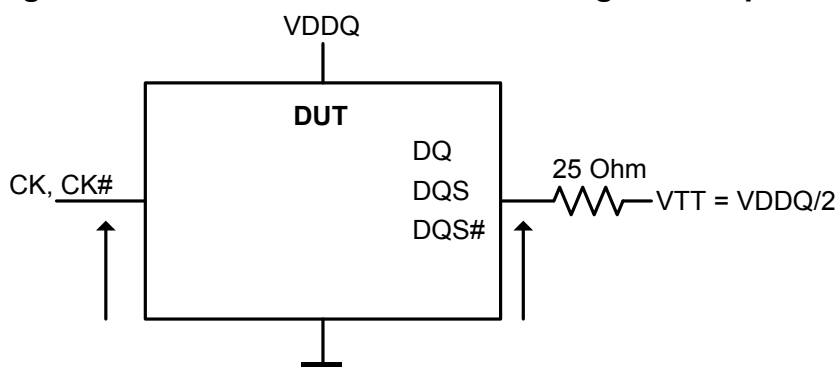 VDDQ
DUT
DQ
CK, CK#
25 Ohm
DQS
VTT = VDDQ/2
DQS#